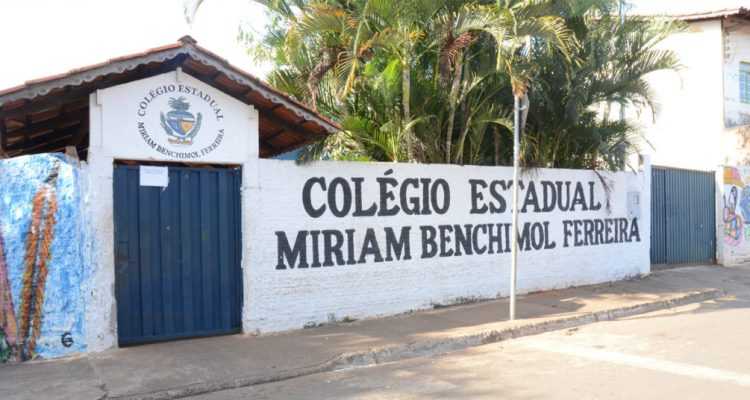 COLÉGIO ESTADUAL
MIRIAM BENCHIMOL FERREIRA
COLÉGIO ESTADUAL
MIRIAM BENCHIMOL FERREIRA